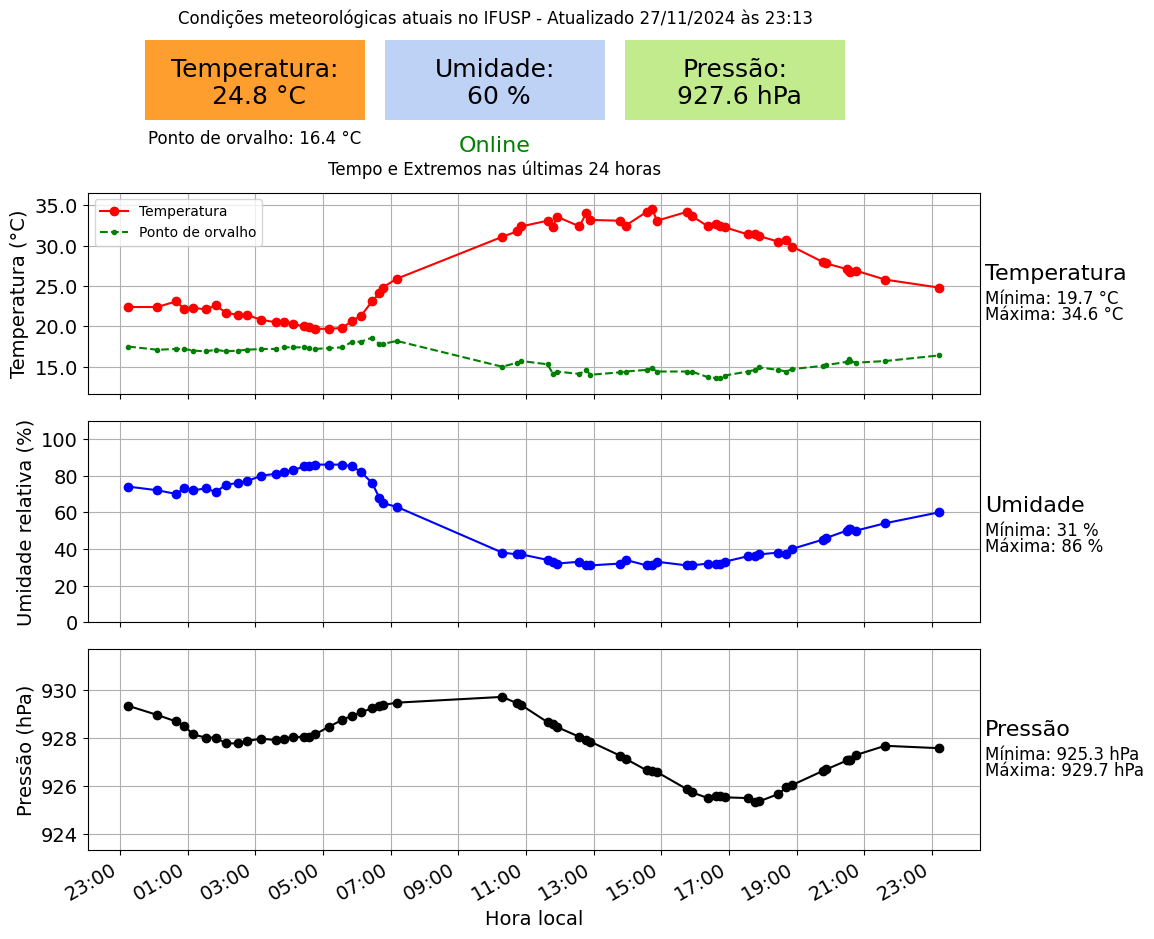 Condições meteorológicas atuais no IFUSP - Atualizado 27/11/2024 às 23:13
Temperatura:
24.8 °C
Umidade:
60 %
Pressão:
927.6 hPa
Ponto de orvalho: 16.4 °C
Online
Tempo e Extremos nas últimas 24 horas
Temperatura (°C)
35.0
30.0
25.0
20.0
15.0
Temperatura
Ponto de orvalho
Temperatura
Mínima: 19.7 °C
Máxima: 34.6 °C
Umidade relativa (%)
100
80
60
40
20
0
Umidade
Mínima: 31 %
Máxima: 86 %
Pressão (hPa)
930
928
926
924
Pressão
Mínima: 925.3 hPa
Máxima: 929.7 hPa
23:00 01:00 03:00 05:00 07:00 09:00 11:00 13:00 15:00 17:00 19:00 21:00 23:00
Hora local